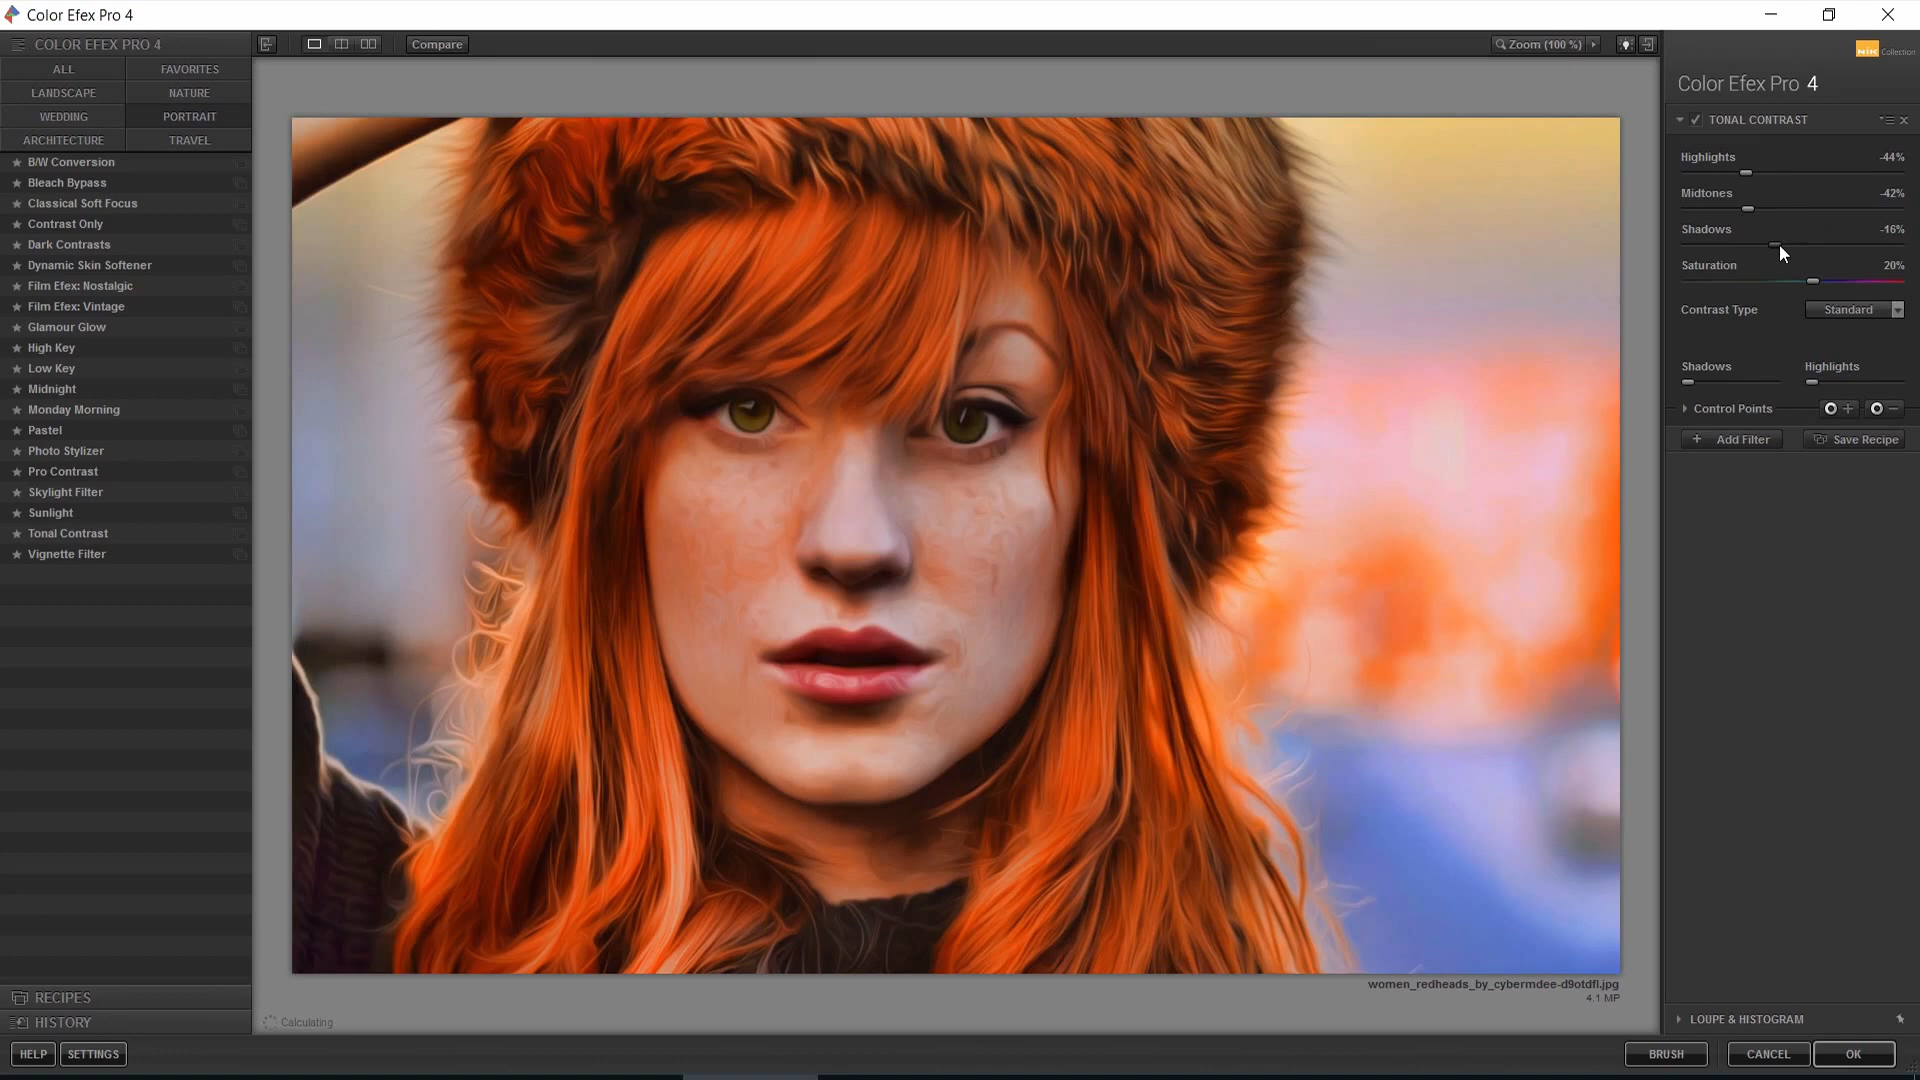 Color Efex Pro 4
COLOR EFEX PRO 4
ALL
FAVORITES
LANDSCAPE
NATURE
WEDDING
PORTRAIT
ARCHITECTURE
TRAVEL
B/W Conversion
Bleach Bypass
Classical Soft Focus
Contrast Only
Dark Contrasts
Dynamic Skin Softener
Film Efex: Nostalgic
Film Efex: Vintage
Glamour Glow
High Key
Low Key
Midnight
Monday Morning
Pastel
Photo Stylizer
Pro Contrast
Skylight Filter
Sunlight
Tonal Contrast
Vignette Filter
RECIPES
HISTORY
HELP
SETTINGS
Compare
Zoom (100 %)
women_redheads_by_cybermdee-d9otdfl.jpg
4.1 MP
Calculating
Nik Collection
Color Efex Pro 4
TONAL CONTRAST
Highlights -44%
Midtones -42%
Shadows -16%
Saturation 20%
Contrast Type Standard
Shadows Highlights
Control Points
Add Filter Save Recipe
LOUPE & HISTOGRAM
BRUSH
CANCEL
OK